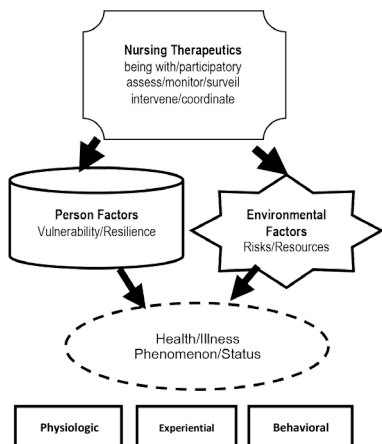 Nursing Therapeutics
being with/participatory
assess/monitor/surveil
intervene/coordinate
Person Factors
Vulnerability/Resilience
Environmental
Factors
Risks/Resources
Health/Illness
Phenomenon/Status
Physiologic
Experiential
Behavioral